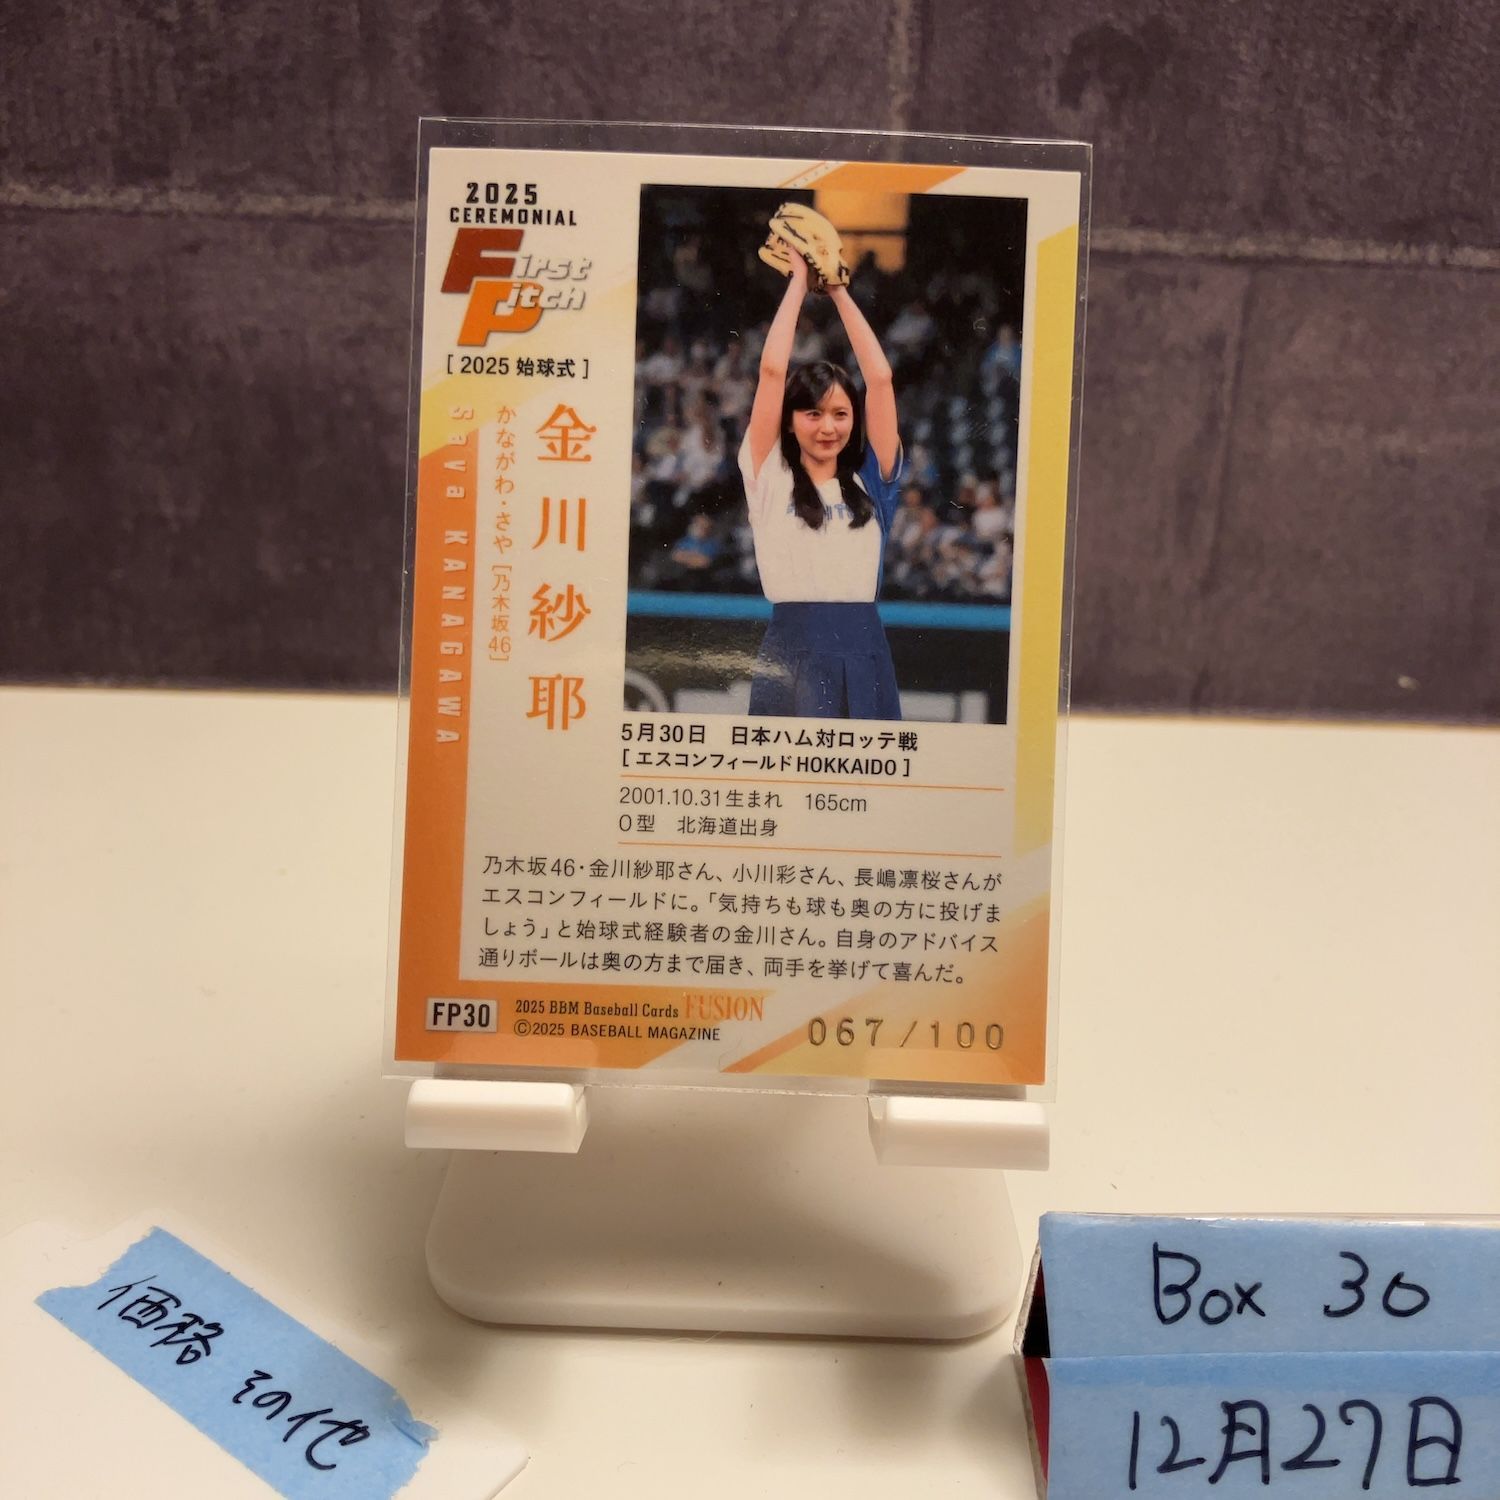 2025
CEREMONIAL
First
Pitch
[ 2025 始球式 ]
金川紗耶
かながわ・さや [乃木坂46]
Saya KANAGAWA
5月30日 日本ハム対ロッテ戦
[ エスコンフィールドHOKKAIDO ]
2001.10.31生まれ 165cm
O型 北海道出身
乃木坂46・金川紗耶さん、小川彩さん、長嶋凛桜さんが
エスコンフィールドに。「気持ちも球も奥の方に投げま
しょう」と始球式経験者の金川さん。自身のアドバイス
通りボールは奥の方まで届き、両手を挙げて喜んだ。
FP30
2025 BBM Baseball Cards FUSION
©2025 BASEBALL MAGAZINE
067/100
価格 その他
Box 30
12月27日